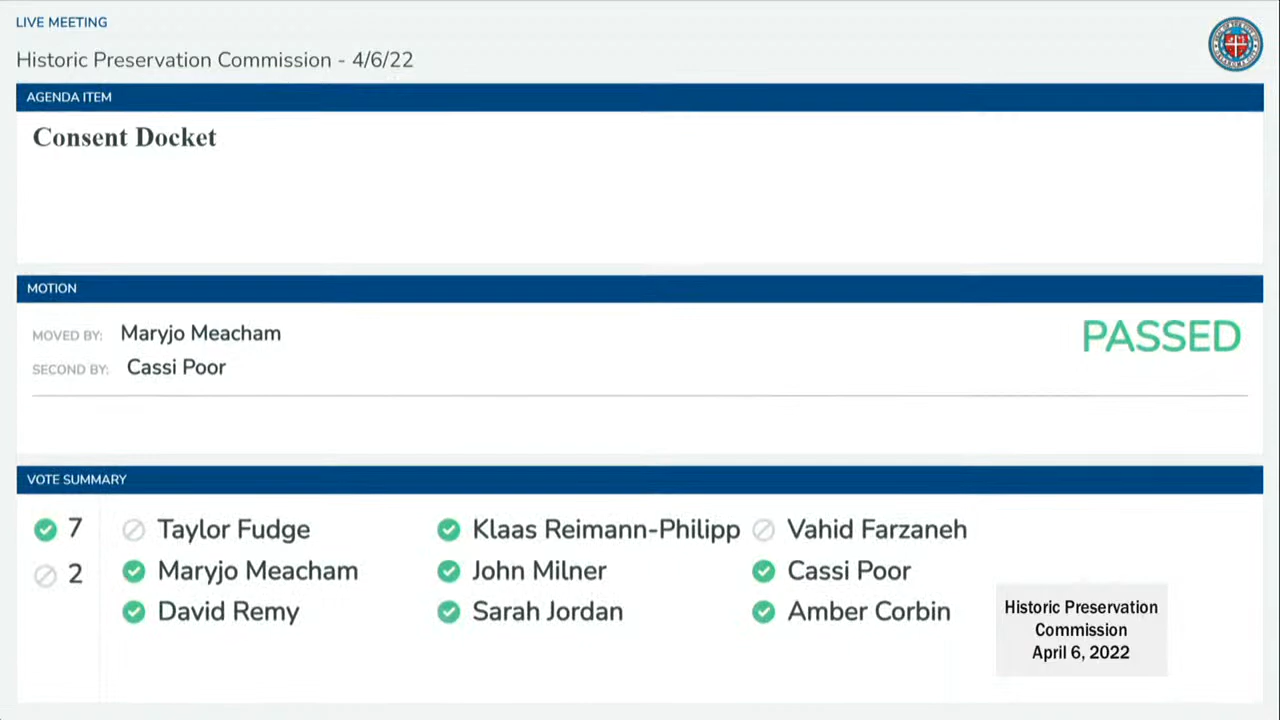 LIVE MEETING
Historic Preservation Commission - 4/6/22
AGENDA ITEM
Consent Docket
MOTION
MOVED BY: Maryjo Meacham
PASSED
SECOND BY: Cassi Poor
VOTE SUMMARY
7 Taylor Fudge Klaas Reimann-Philipp Vahid Farzaneh
2 Maryjo Meacham John Milner Cassi Poor
David Remy Sarah Jordan Amber Corbin
Historic Preservation
Commission
April 6, 2022